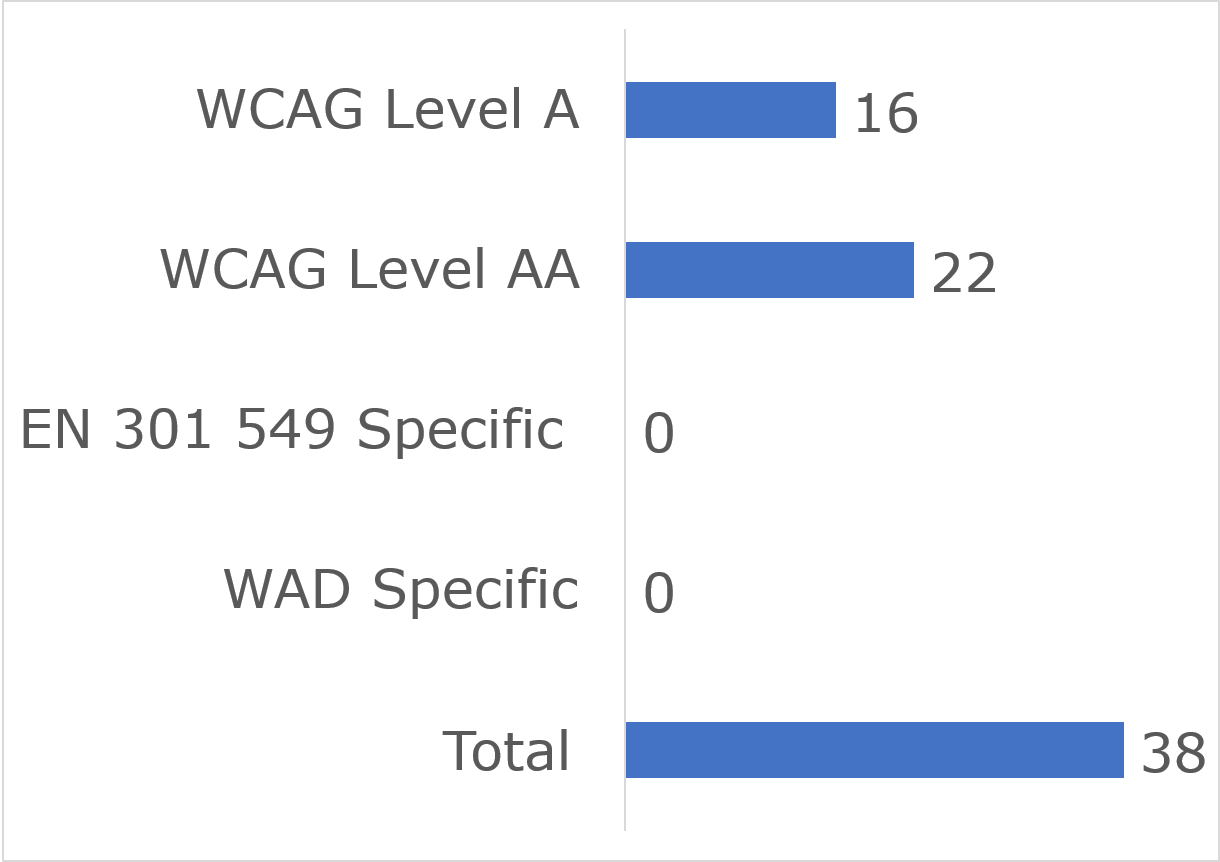 WCAG Level A 16
WCAG Level AA 22
EN 301 549 Specific 0
WAD Specific 0
Total 38